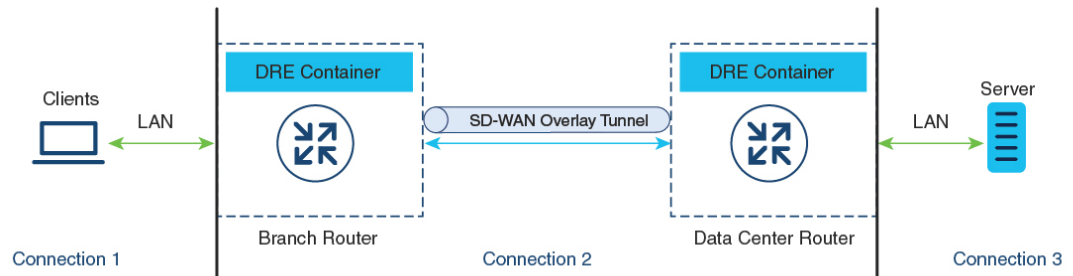 DRE Container
DRE Container
Clients
Server
LAN
SD-WAN Overlay Tunnel
LAN
Branch Router
Data Center Router
Connection 1
Connection 2
Connection 3